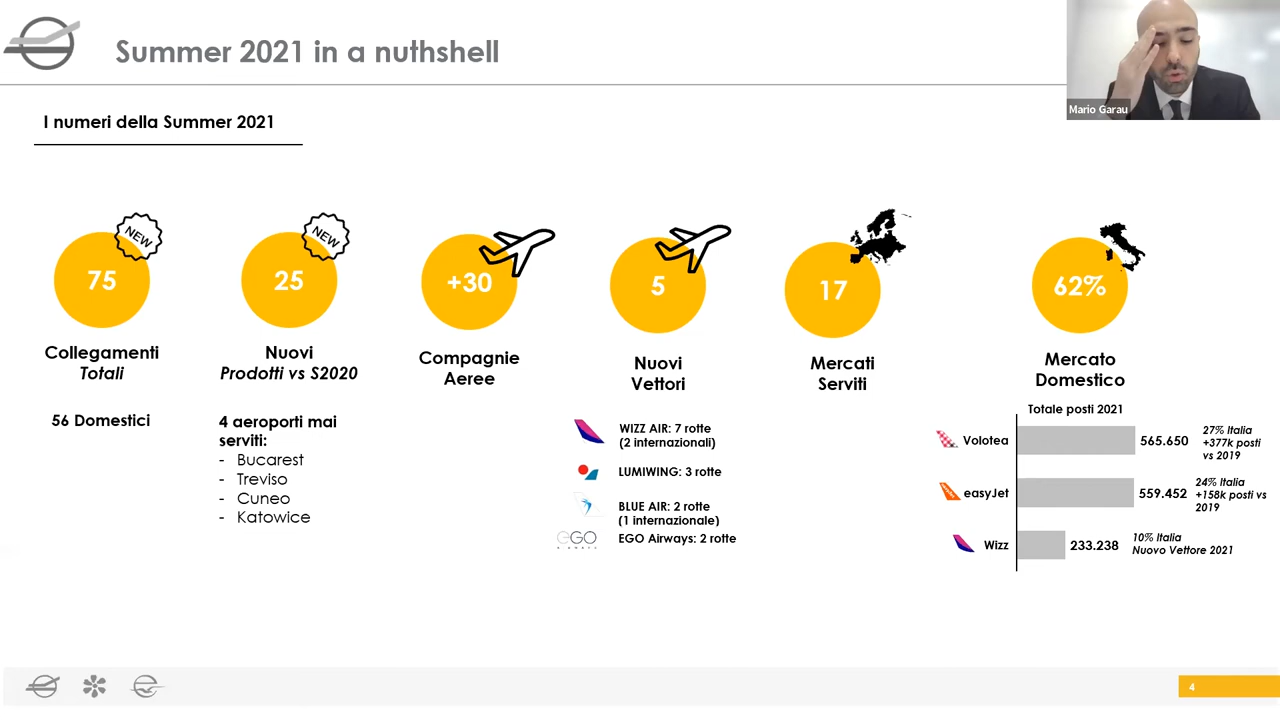 Summer 2021 in a nuthshell
Mario Garau
I numeri della Summer 2021
NEW
75
Collegamenti
Totali
56 Domestici
NEW
25
Nuovi
Prodotti vs S2020
4 aeroporti mai
serviti:
- Bucarest
- Treviso
- Cuneo
- Katowice
+30
Compagnie
Aeree
5
Nuovi
Vettori
WIZZ AIR: 7 rotte
(2 internazionali)
LUMIWING: 3 rotte
BLUE AIR: 2 rotte
(1 internazionale)
EGO
EGO Airways: 2 rotte
17
Mercati
Serviti
62%
Mercato
Domestico
Totale posti 2021
Volotea 565.650
27% Italia
+377k posti
vs 2019
easyJet 559.452
24% Italia
+158k posti vs
2019
Wizz 233.238
10% Italia
Nuovo Vettore 2021
4